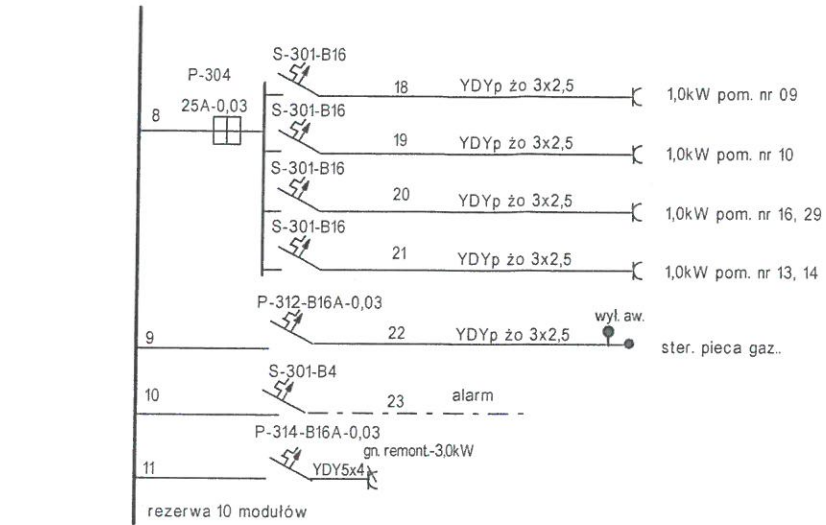 S-301-B16
P-304
18 YDYp żo 3x2,5
1,0kW pom. nr 09
25A-0,03
8
S-301-B16
19 YDYp żo 3x2,5
1,0kW pom. nr 10
S-301-B16
20 YDYp żo 3x2,5
1,0kW pom. nr 16, 29
S-301-B16
21 YDYp żo 3x2,5
1,0kW pom. nr 13, 14
P-312-B16A-0,03
wył. aw.
9
22 YDYp żo 3x2,5
ster. pieca gaz..
S-301-B4
10
23 alarm
P-314-B16A-0,03
gn. remont.-3,0kW
11
YDY5x4
rezerwa 10 modułów